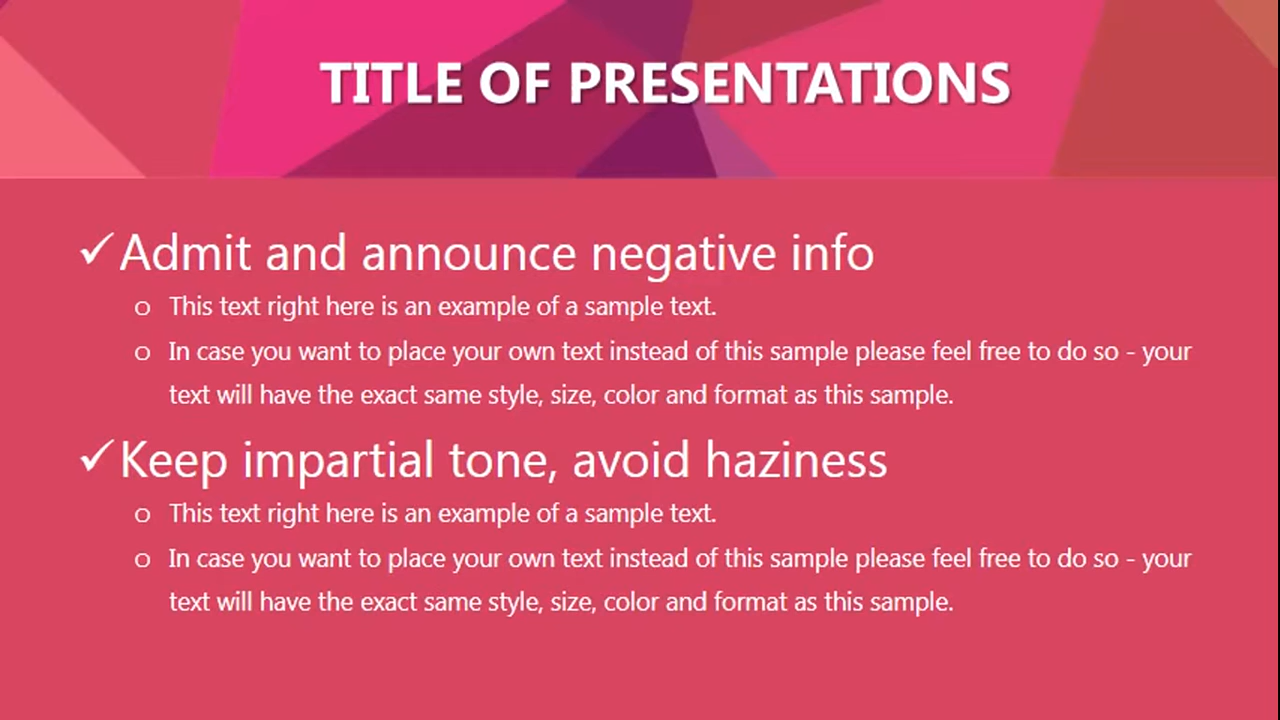 TITLE OF PRESENTATIONS
✓Admit and announce negative info
o This text right here is an example of a sample text.
o In case you want to place your own text instead of this sample please feel free to do so - your
text will have the exact same style, size, color and format as this sample.
✓Keep impartial tone, avoid haziness
o This text right here is an example of a sample text.
o In case you want to place your own text instead of this sample please feel free to do so - your
text will have the exact same style, size, color and format as this sample.